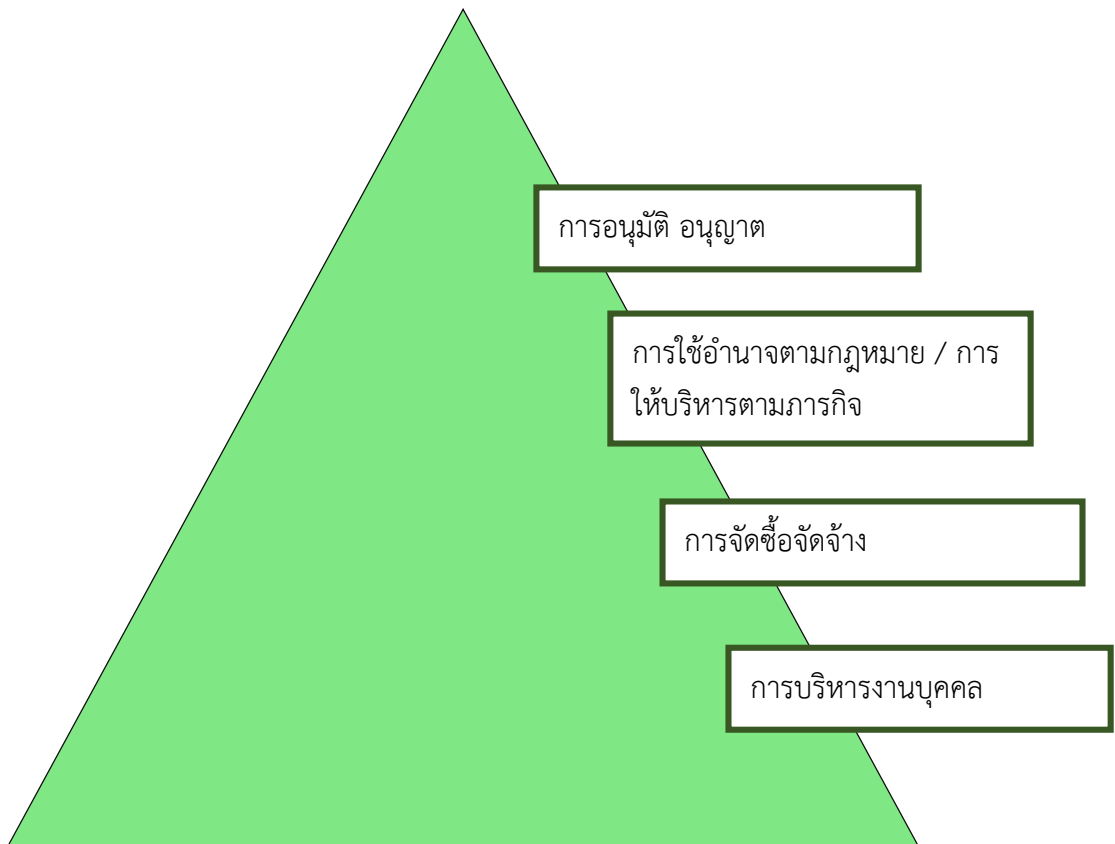 การอนุมัติ อนุญาต
การใช้อำนาจตามกฎหมาย / การ
ให้บริหารตามภารกิจ
การจัดซื้อจัดจ้าง
การบริหารงานบุคคล